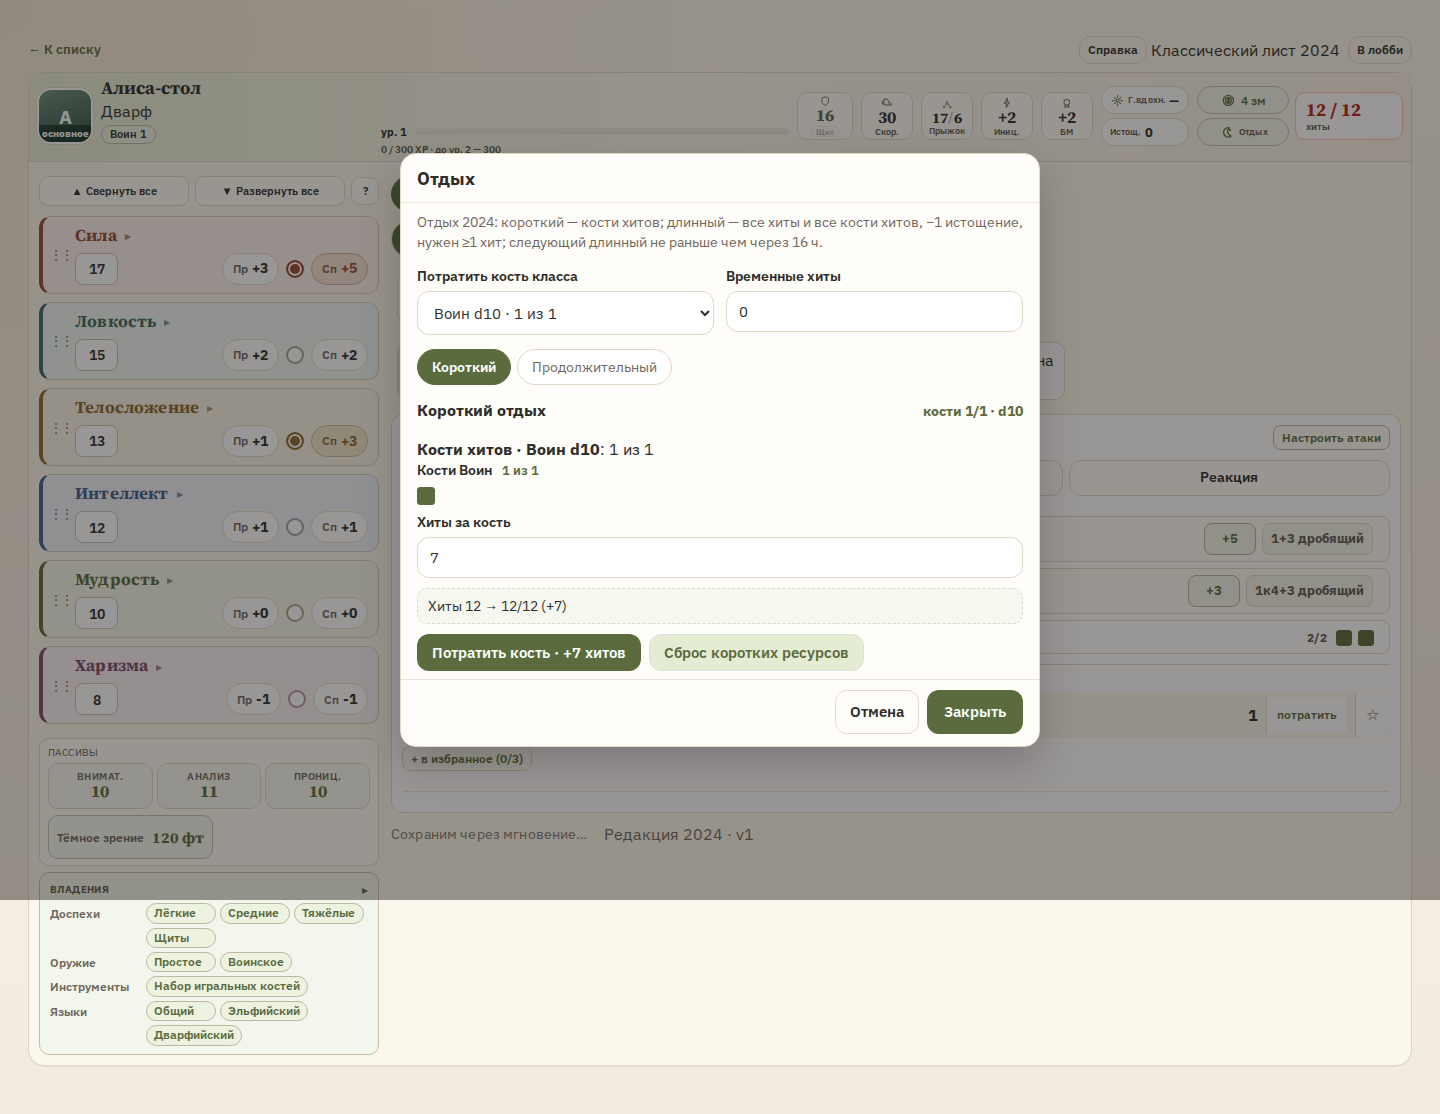 ← К списку
Справка Классический лист 2024 В лобби
А
основное
Алиса-стол
Дварф
Воин 1
ур. 1
0 / 300 XP · до ур. 2 — 300
16
Щит
30
Скор.
17/6
Прыжок
+2
Иниц.
+2
БМ
Г.вдохн. —
Истощ. 0
4 зм
Отдых
12 / 12
хиты
▲ Свернуть все
▼ Развернуть все
?
Сила ▸
17 Пр +3 Сп +5
Ловкость ▸
15 Пр +2 Сп +2
Телосложение ▸
13 Пр +1 Сп +3
Интеллект ▸
12 Пр +1 Сп +1
Мудрость ▸
10 Пр +0 Сп +0
Харизма ▸
8 Пр -1 Сп -1
ПАССИВЫ
ВНИМАТ. АНАЛИЗ ПРОНИЦ.
10 11 10
Тёмное зрение 120 фт
ВЛАДЕНИЯ ▸
Доспехи Лёгкие Средние Тяжёлые
Щиты
Оружие Простое Воинское
Инструменты Набор игральных костей
Языки Общий Эльфийский
Дварфийский
Отдых
Отдых 2024: короткий — кости хитов; длинный — все хиты и все кости хитов, −1 истощение,
нужен ≥1 хит; следующий длинный не раньше чем через 16 ч.
Потратить кость класса Временные хиты
Воин d10 · 1 из 1 0
Короткий Продолжительный
Короткий отдых кости 1/1 · d10
Кости хитов · Воин d10: 1 из 1
Кости Воин 1 из 1
Хиты за кость
7
Хиты 12 → 12/12 (+7)
Потратить кость · +7 хитов Сброс коротких ресурсов
Отмена Закрыть
на
Настроить атаки
Реакция
+5 1+3 дробящий
+3 1к4+3 дробящий
2/2
1 потратить ☆
+ в избранное (0/3)
Сохраним через мгновение… Редакция 2024 · v1